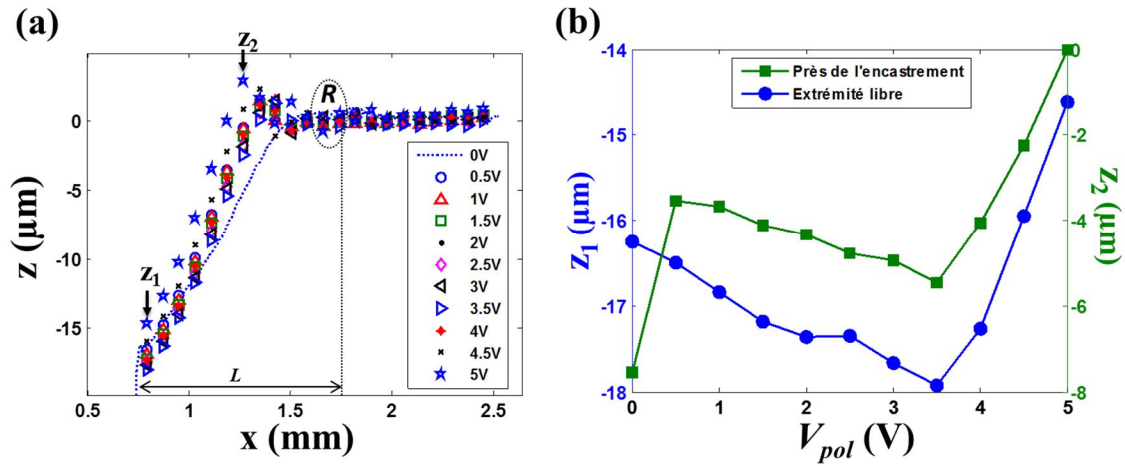 (a)
z₂
R
z₁
L
0
-5
-10
-15
z (μm)
0.5
1
1.5
2
2.5
x (mm)
0V
0.5V
1V
1.5V
2V
2.5V
3V
3.5V
4V
4.5V
5V
(b)
Près de l'encastrement
Extrémité libre
-14
-15
-16
-17
-18
Z₁ (μm)
0
1
2
3
4
5
V_pol (V)
0
-2
-4
-6
-8
Z₂ (μm)